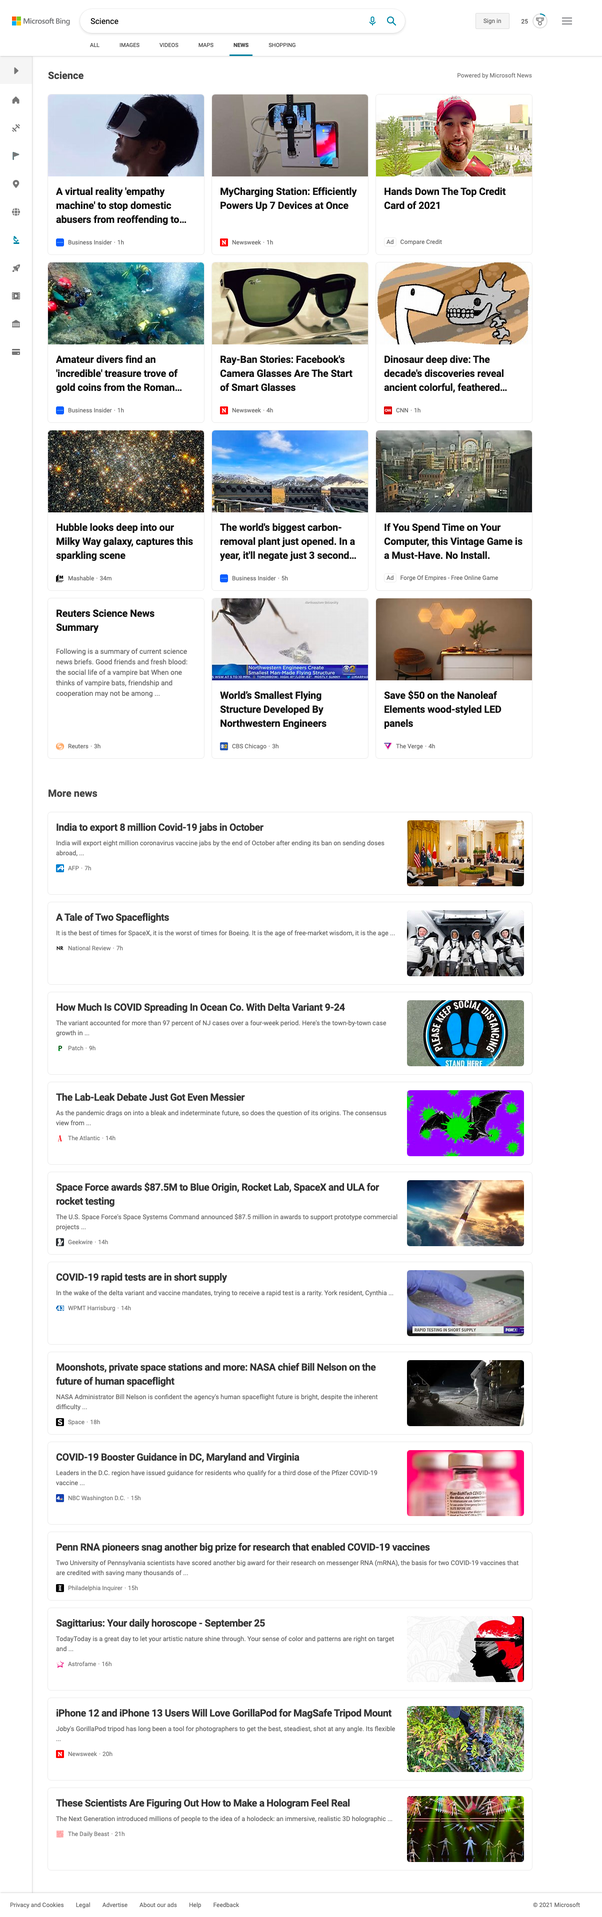 Microsoft Bing
Science
Sign in
25
ALL IMAGES VIDEOS MAPS NEWS SHOPPING
Science
Powered by Microsoft News
A virtual reality 'empathy
machine' to stop domestic
abusers from reoffending to...
Business Insider · 1h
MyCharging Station: Efficiently
Powers Up 7 Devices at Once
Newsweek · 1h
Hands Down The Top Credit
Card of 2021
Ad Compare Credit
Amateur divers find an
'incredible' treasure trove of
gold coins from the Roman...
Business Insider · 1h
Ray-Ban Stories: Facebook's
Camera Glasses Are The Start
of Smart Glasses
Newsweek · 4h
Dinosaur deep dive: The
decade's discoveries reveal
ancient colorful, feathered...
CNN · 1h
Hubble looks deep into our
Milky Way galaxy, captures this
sparkling scene
Mashable · 34m
The world's biggest carbon-
removal plant just opened. In a
year, it'll negate just 3 second...
Business Insider · 5h
If You Spend Time on Your
Computer, this Vintage Game is
a Must-Have. No Install.
Ad Forge Of Empires - Free Online Game
Reuters Science News
Summary
Following is a summary of current science
news briefs. Good friends and fresh blood:
the social life of a vampire bat When one
thinks of vampire bats, friendship and
cooperation may not be among ...
Reuters · 3h
Northwestern Engineers Create
Smallest Man-Made Flying Structure
2
World's Smallest Flying
Structure Developed By
Northwestern Engineers
CBS Chicago · 3h
Save $50 on the Nanoleaf
Elements wood-styled LED
panels
The Verge · 4h
More news
India to export 8 million Covid-19 jabs in October
India will export eight million coronavirus vaccine jabs by the end of October after ending its ban on sending doses
abroad, ...
AFP · 7h
A Tale of Two Spaceflights
It is the best of times for SpaceX, it is the worst of times for Boeing. It is the age of free-market wisdom, it is the age ...
NR National Review · 7h
How Much Is COVID Spreading In Ocean Co. With Delta Variant 9-24
The variant accounted for more than 97 percent of NJ cases over a four-week period. Here's the town-by-town case
growth in ...
P Patch · 9h
PLEASE KEEP SOCIAL DISTANCING
STAND HERE
The Lab-Leak Debate Just Got Even Messier
As the pandemic drags on into a bleak and indeterminate future, so does the question of its origins. The consensus
view from ...
The Atlantic · 14h
Space Force awards $87.5M to Blue Origin, Rocket Lab, SpaceX and ULA for
rocket testing
The U.S. Space Force's Space Systems Command announced $87.5 million in awards to support prototype commercial
projects ...
Geekwire · 14h
COVID-19 rapid tests are in short supply
In the wake of the delta variant and vaccine mandates, trying to receive a rapid test is a rarity. York resident, Cynthia ...
WPMT Harrisburg · 14h
RAPID TESTING IN SHORT SUPPLY
Moonshots, private space stations and more: NASA chief Bill Nelson on the
future of human spaceflight
NASA Administrator Bill Nelson is confident the agency's human spaceflight future is bright, despite the inherent
difficulty ...
Space · 18h
COVID-19 Booster Guidance in DC, Maryland and Virginia
Leaders in the D.C. region have issued guidance for residents who qualify for a third dose of the Pfizer COVID-19
vaccine ...
NBC Washington D.C. · 15h
Penn RNA pioneers snag another big prize for research that enabled COVID-19 vaccines
Two University of Pennsylvania scientists have scored another big award for their research on messenger RNA (mRNA), the basis for two COVID-19 vaccines that
are credited with saving many thousands of ...
Philadelphia Inquirer · 15h
Sagittarius: Your daily horoscope - September 25
TodayToday is a great day to let your artistic nature shine through. Your sense of color and patterns are right on target
and ...
Astrofame · 16h
iPhone 12 and iPhone 13 Users Will Love GorillaPod for MagSafe Tripod Mount
Joby's GorillaPod tripod has long been a tool for photographers to get the best, steadiest, shot at any angle. Its flexible
...
Newsweek · 20h
These Scientists Are Figuring Out How to Make a Hologram Feel Real
The Next Generation introduced millions of people to the idea of a holodeck: an immersive, realistic 3D holographic ...
The Daily Beast · 21h
Privacy and Cookies Legal Advertise About our ads Help Feedback
© 2021 Microsoft